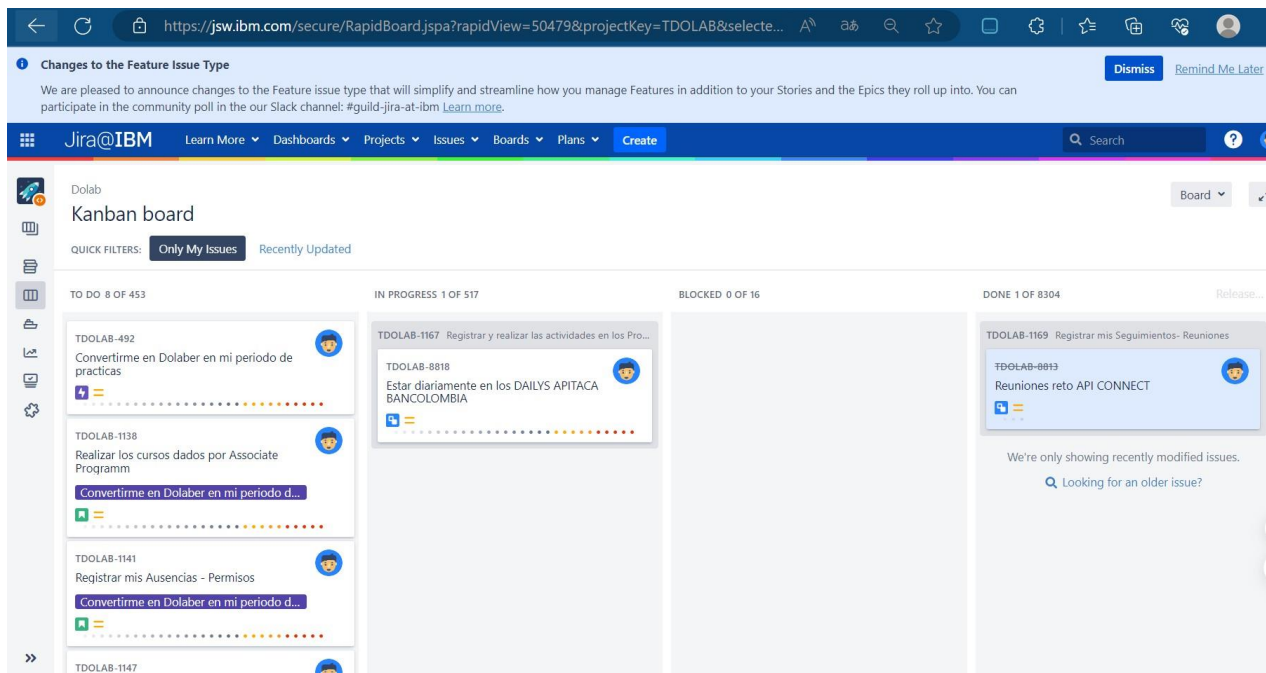 https://jsw.ibm.com/secure/RapidBoard.jspa?rapidView=50479&projectKey=TDOLAB&selecte...
Changes to the Feature Issue Type
We are pleased to announce changes to the Feature issue type that will simplify and streamline how you manage Features in addition to your Stories and the Epics they roll up into. You can
participate in the community poll in the our Slack channel: #guild-jira-at-ibm Learn more.
Dismiss
Remind Me Later
Jira@IBM Learn More Dashboards Projects Issues Boards Plans Create Search
Dolab
Kanban board
Board
QUICK FILTERS: Only My Issues Recently Updated
TO DO 8 OF 453
IN PROGRESS 1 OF 517
BLOCKED 0 OF 16
DONE 1 OF 8304
Release...
TDOLAB-492
Convertirme en Dolaber en mi periodo de
practicas
TDOLAB-1138
Realizar los cursos dados por Associate
Programm
Convertirme en Dolaber en mi periodo d...
TDOLAB-1141
Registrar mis Ausencias - Permisos
Convertirme en Dolaber en mi periodo d...
TDOLAB-1147
TDOLAB-1167 Registrar y realizar las actividades en los Pro...
TDOLAB-8818
Estar diariamente en los DAILYS APITACA
BANCOLOMBIA
TDOLAB-1169 Registrar mis Seguimientos- Reuniones
TDOLAB-8813
Reuniones reto API CONNECT
We're only showing recently modified issues.
Looking for an older issue?